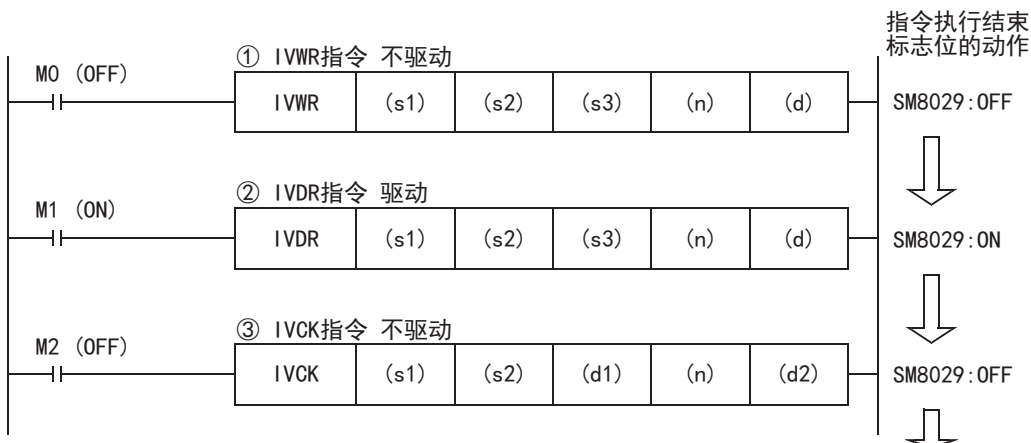 指令执行结束
标志位的动作
M0 (OFF)
① IVWR指令 不驱动
IVWR (s1) (s2) (s3) (n) (d)
SM8029:OFF
M1 (ON)
② IVDR指令 驱动
IVDR (s1) (s2) (s3) (n) (d)
SM8029:ON
M2 (OFF)
③ IVCK指令 不驱动
IVCK (s1) (s2) (d1) (n) (d2)
SM8029:OFF